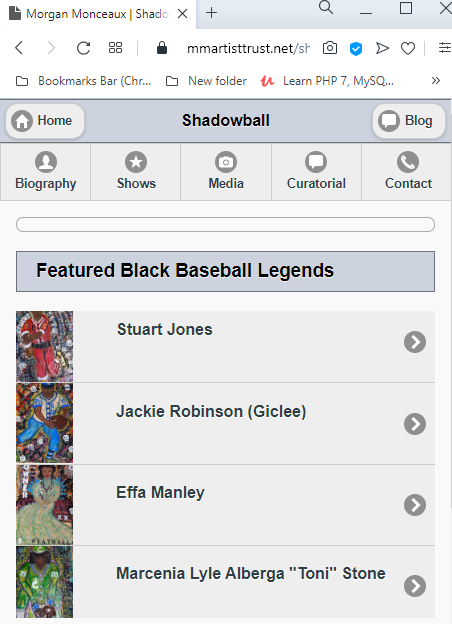 Morgan Monceaux | Shado
mmartisttrust.net/sh
Bookmarks Bar (Chr... New folder Learn PHP 7, MySQ... »
Home Shadowball Blog
Biography Shows Media Curatorial Contact
Featured Black Baseball Legends
Stuart Jones
Jackie Robinson (Giclee)
Effa Manley
Marcenia Lyle Alberga "Toni" Stone